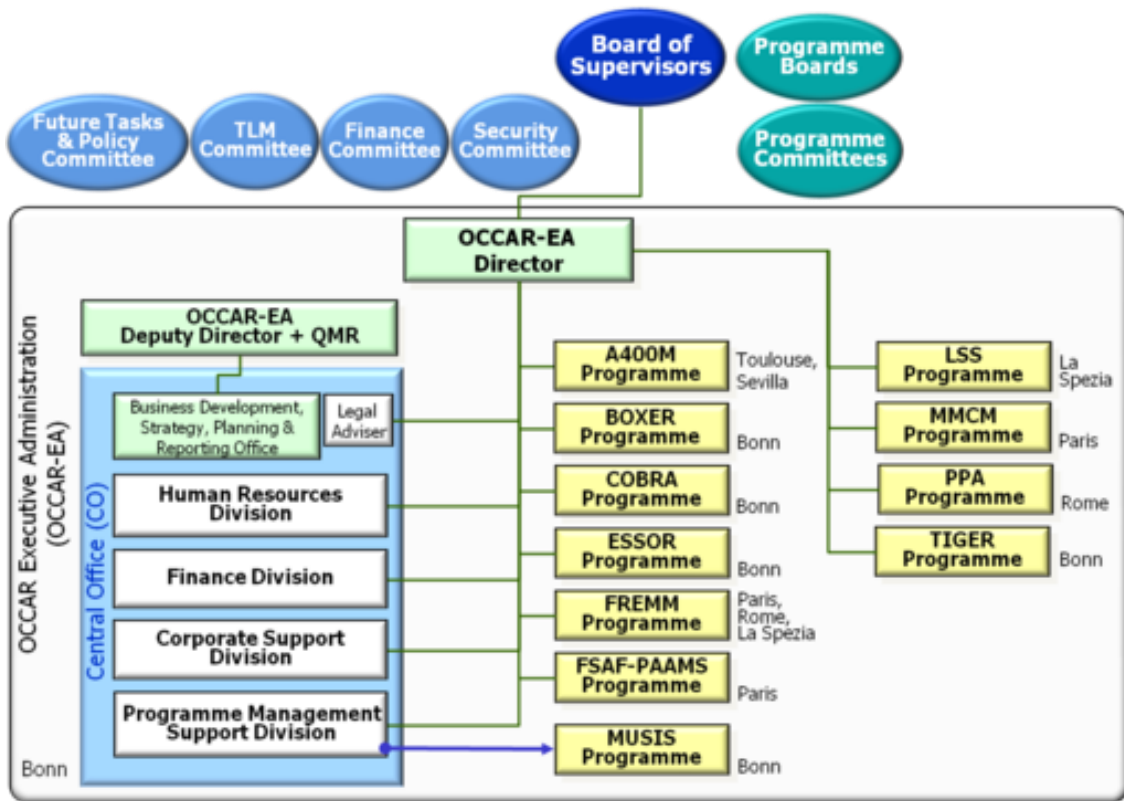 Board of
Supervisors
Programme
Boards
Future Tasks
& Policy
Committee
TLM
Committee
Finance
Committee
Security
Committee
Programme
Committees
OCCAR Executive Administration
(OCCAR-EA)
OCCAR-EA
Director
OCCAR-EA
Deputy Director + QMR
Central Office (CO)
Business Development,
Strategy, Planning &
Reporting Office
Legal
Adviser
Human Resources
Division
Finance Division
Corporate Support
Division
Programme Management
Support Division
Bonn
A400M
Programme
Toulouse,
Sevilla
BOXER
Programme
Bonn
COBRA
Programme
Bonn
ESSOR
Programme
Bonn
FREMM
Programme
Paris,
Rome,
La Spezia
FSAF-PAAMS
Programme
Paris
MUSIS
Programme
Bonn
LSS
Programme
La
Spezia
MMCM
Programme
Paris
PPA
Programme
Rome
TIGER
Programme
Bonn